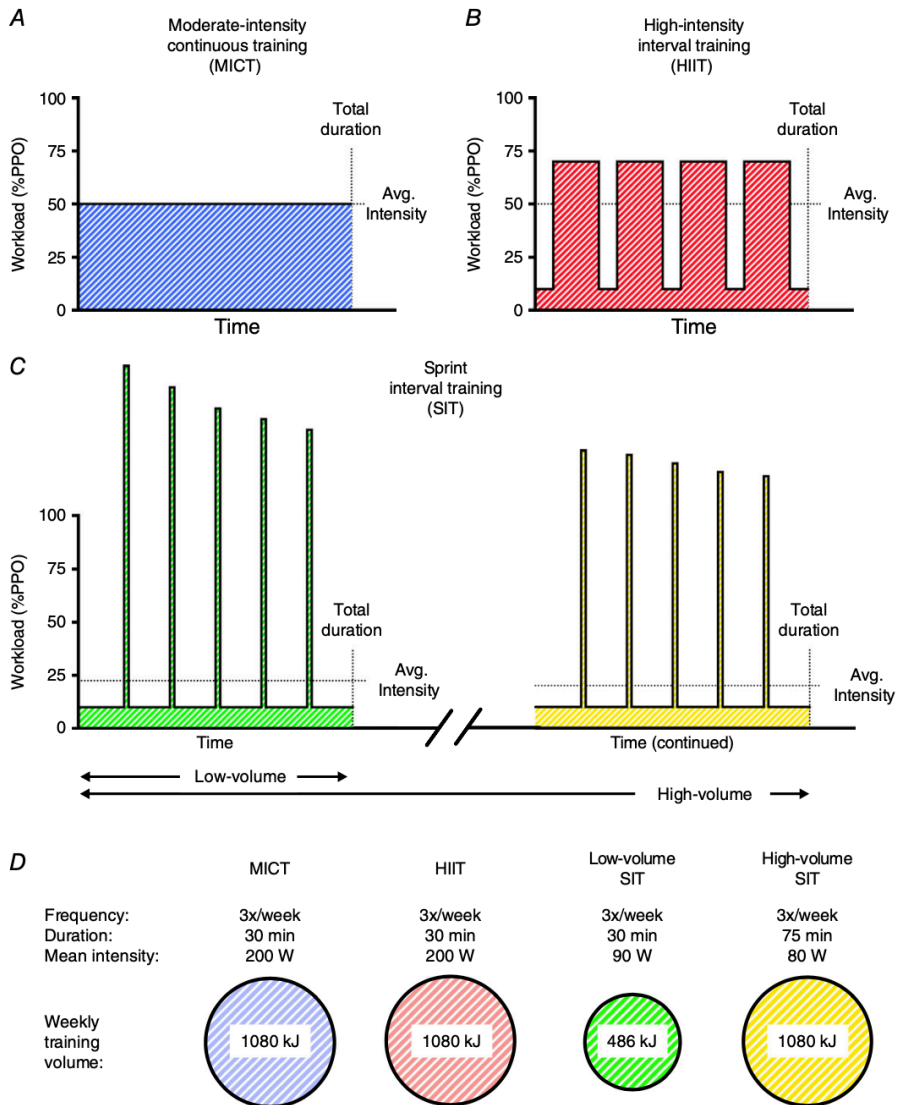 A
Moderate-intensity
continuous training
(MICT)
100
75
50
25
0
Workload (%PPO)
Total
duration
Avg.
Intensity
Time
B
High-intensity
interval training
(HIIT)
100
75
50
25
0
Workload (%PPO)
Total
duration
Avg.
Intensity
Time
C
Sprint
interval training
(SIT)
100
75
50
25
0
Workload (%PPO)
Total
duration
Avg.
Intensity
Time
Total
duration
Avg.
Intensity
Time (continued)
Low-volume
High-volume
D
MICT
HIIT
Low-volume
SIT
High-volume
SIT
Frequency: 3x/week 3x/week 3x/week 3x/week
Duration: 30 min 30 min 30 min 75 min
Mean intensity: 200 W 200 W 90 W 80 W
Weekly
training
volume:
1080 kJ 1080 kJ 486 kJ 1080 kJ